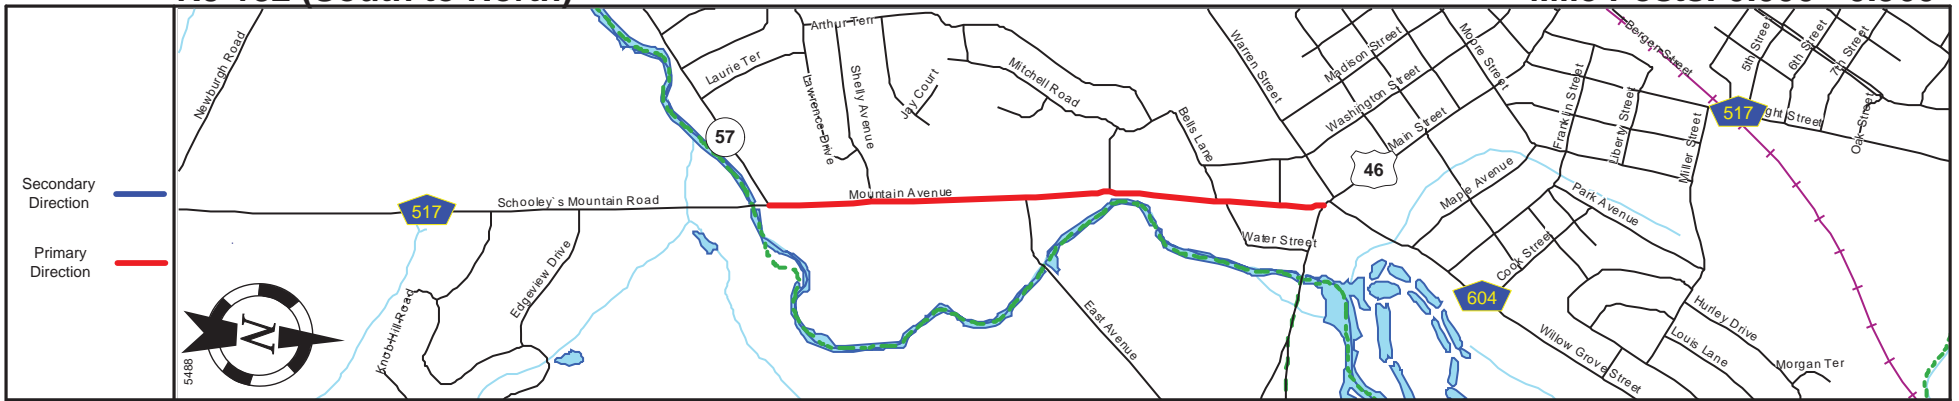 Secondary
Direction
Primary
Direction
Newburgh Road
517
Schooley`s Mountain Road
Knob Hill Road
Edgeview Drive
N
5488
57
Laurie Ter
Arthur Terr
Lawrence Drive
Shelly Avenue
Jay Court
Mitchell Road
Mountain Avenue
Bells Lane
Water Street
East Avenue
Warren Street
Madison Street
Washington Street
Main Street
Moore Street
46
Maple Avenue
Park Avenue
Cook Street
604
Franklin Street
Liberty Street
Miller Street
Bergen Street
5th Street
6th Street
7th Street
517
ght Street
Oak Street
Hurley Drive
Louis Lane
Willow Grove Street
Morgan Ter